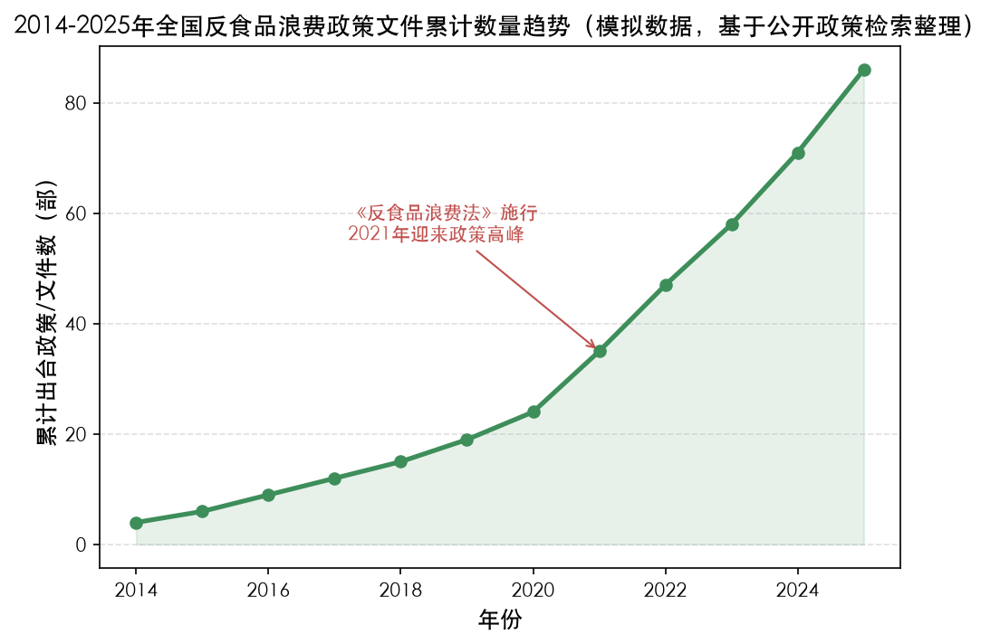 2014-2025年全国反食品浪费政策文件累计数量趋势（模拟数据，基于公开政策检索整理）
累计出台政策/文件数（部）
80
60
40
20
0
《反食品浪费法》施行
2021年迎来政策高峰
2014 2016 2018 2020 2022 2024
年份